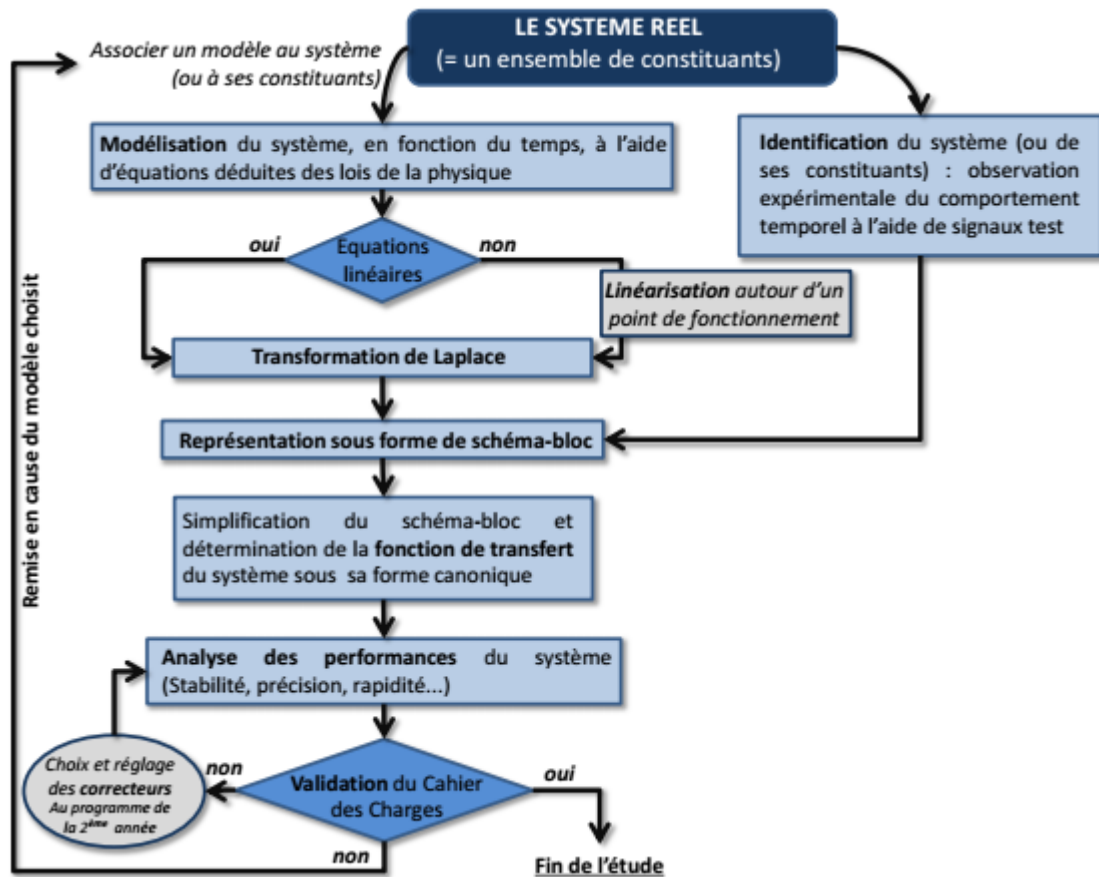 LE SYSTEME REEL
(= un ensemble de constituants)
Associer un modèle au système
(ou à ses constituants)
Modélisation du système, en fonction du temps, à l'aide
d'équations déduites des lois de la physique
Identification du système (ou de
ses constituants) : observation
expérimentale du comportement
temporel à l'aide de signaux test
oui
Equations
linéaires
non
Linéarisation autour d'un
point de fonctionnement
Transformation de Laplace
Représentation sous forme de schéma-bloc
Remise en cause du modèle choisit
Simplification du schéma-bloc et
détermination de la fonction de transfert
du système sous sa forme canonique
Analyse des performances du système
(Stabilité, précision, rapidité...)
Choix et réglage
des correcteurs
Au programme de
la 2ème année
non
Validation du Cahier
des Charges
oui
non
Fin de l'étude